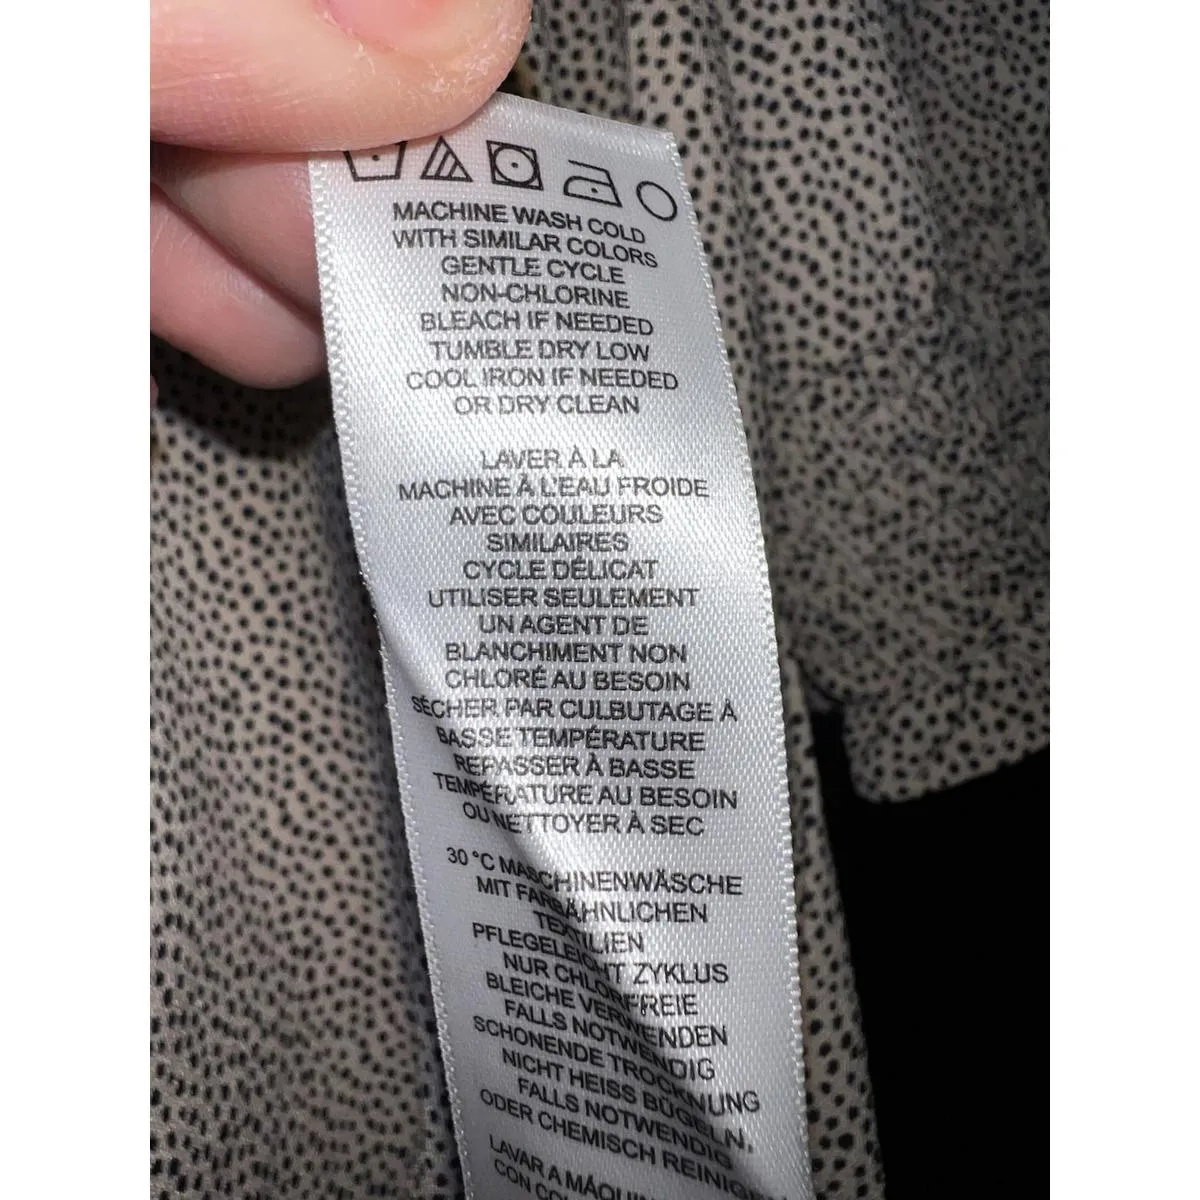 MACHINE WASH COLD
WITH SIMILAR COLORS
GENTLE CYCLE
NON-CHLORINE
BLEACH IF NEEDED
TUMBLE DRY LOW
COOL IRON IF NEEDED
OR DRY CLEAN
LAVER À LA
MACHINE À L'EAU FROIDE
AVEC COULEURS
SIMILAIRES
CYCLE DÉLICAT
UTILISER SEULEMENT
UN AGENT DE
BLANCHIMENT NON
CHLORÉ AU BESOIN
SÉCHER PAR CULBUTAGE À
BASSE TEMPÉRATURE
REPASSER À BASSE
TEMPÉRATURE AU BESOIN
OU NETTOYER À SEC
30 °C MASCHINENWÄSCHE
MIT FARBÄHNLICHEN
TEXTILIEN
PFLEGELEICHT ZYKLUS
NUR CHLORFREIE
BLEICHE VERWENDEN
FALLS NOTWENDIG
SCHONENDE TROCKNUNG
NICHT HEISS BÜGELN,
FALLS NOTWENDIG
ODER CHEMISCH REINIGEN
LAVAR A
CON